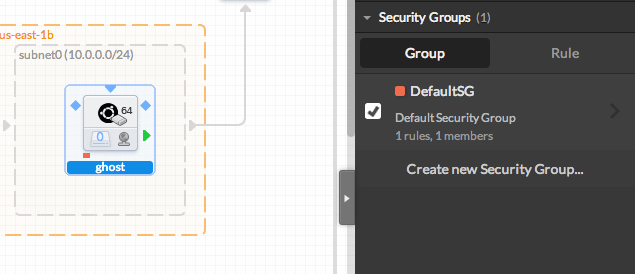 us-east-1b
subnet0 (10.0.0.0/24)
64
0
ghost
Security Groups (1)
Group
Rule
DefaultSG
Default Security Group
1 rules, 1 members
Create new Security Group...